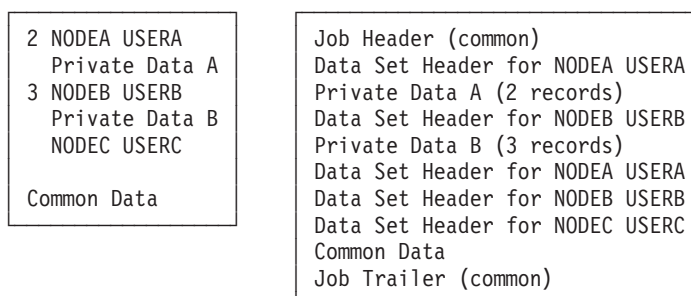 2 NODEA USERA
Private Data A
3 NODEB USERB
Private Data B
NODEC USERC
Common Data
Job Header (common)
Data Set Header for NODEA USERA
Private Data A (2 records)
Data Set Header for NODEB USERB
Private Data B (3 records)
Data Set Header for NODEA USERA
Data Set Header for NODEB USERB
Data Set Header for NODEC USERC
Common Data
Job Trailer (common)